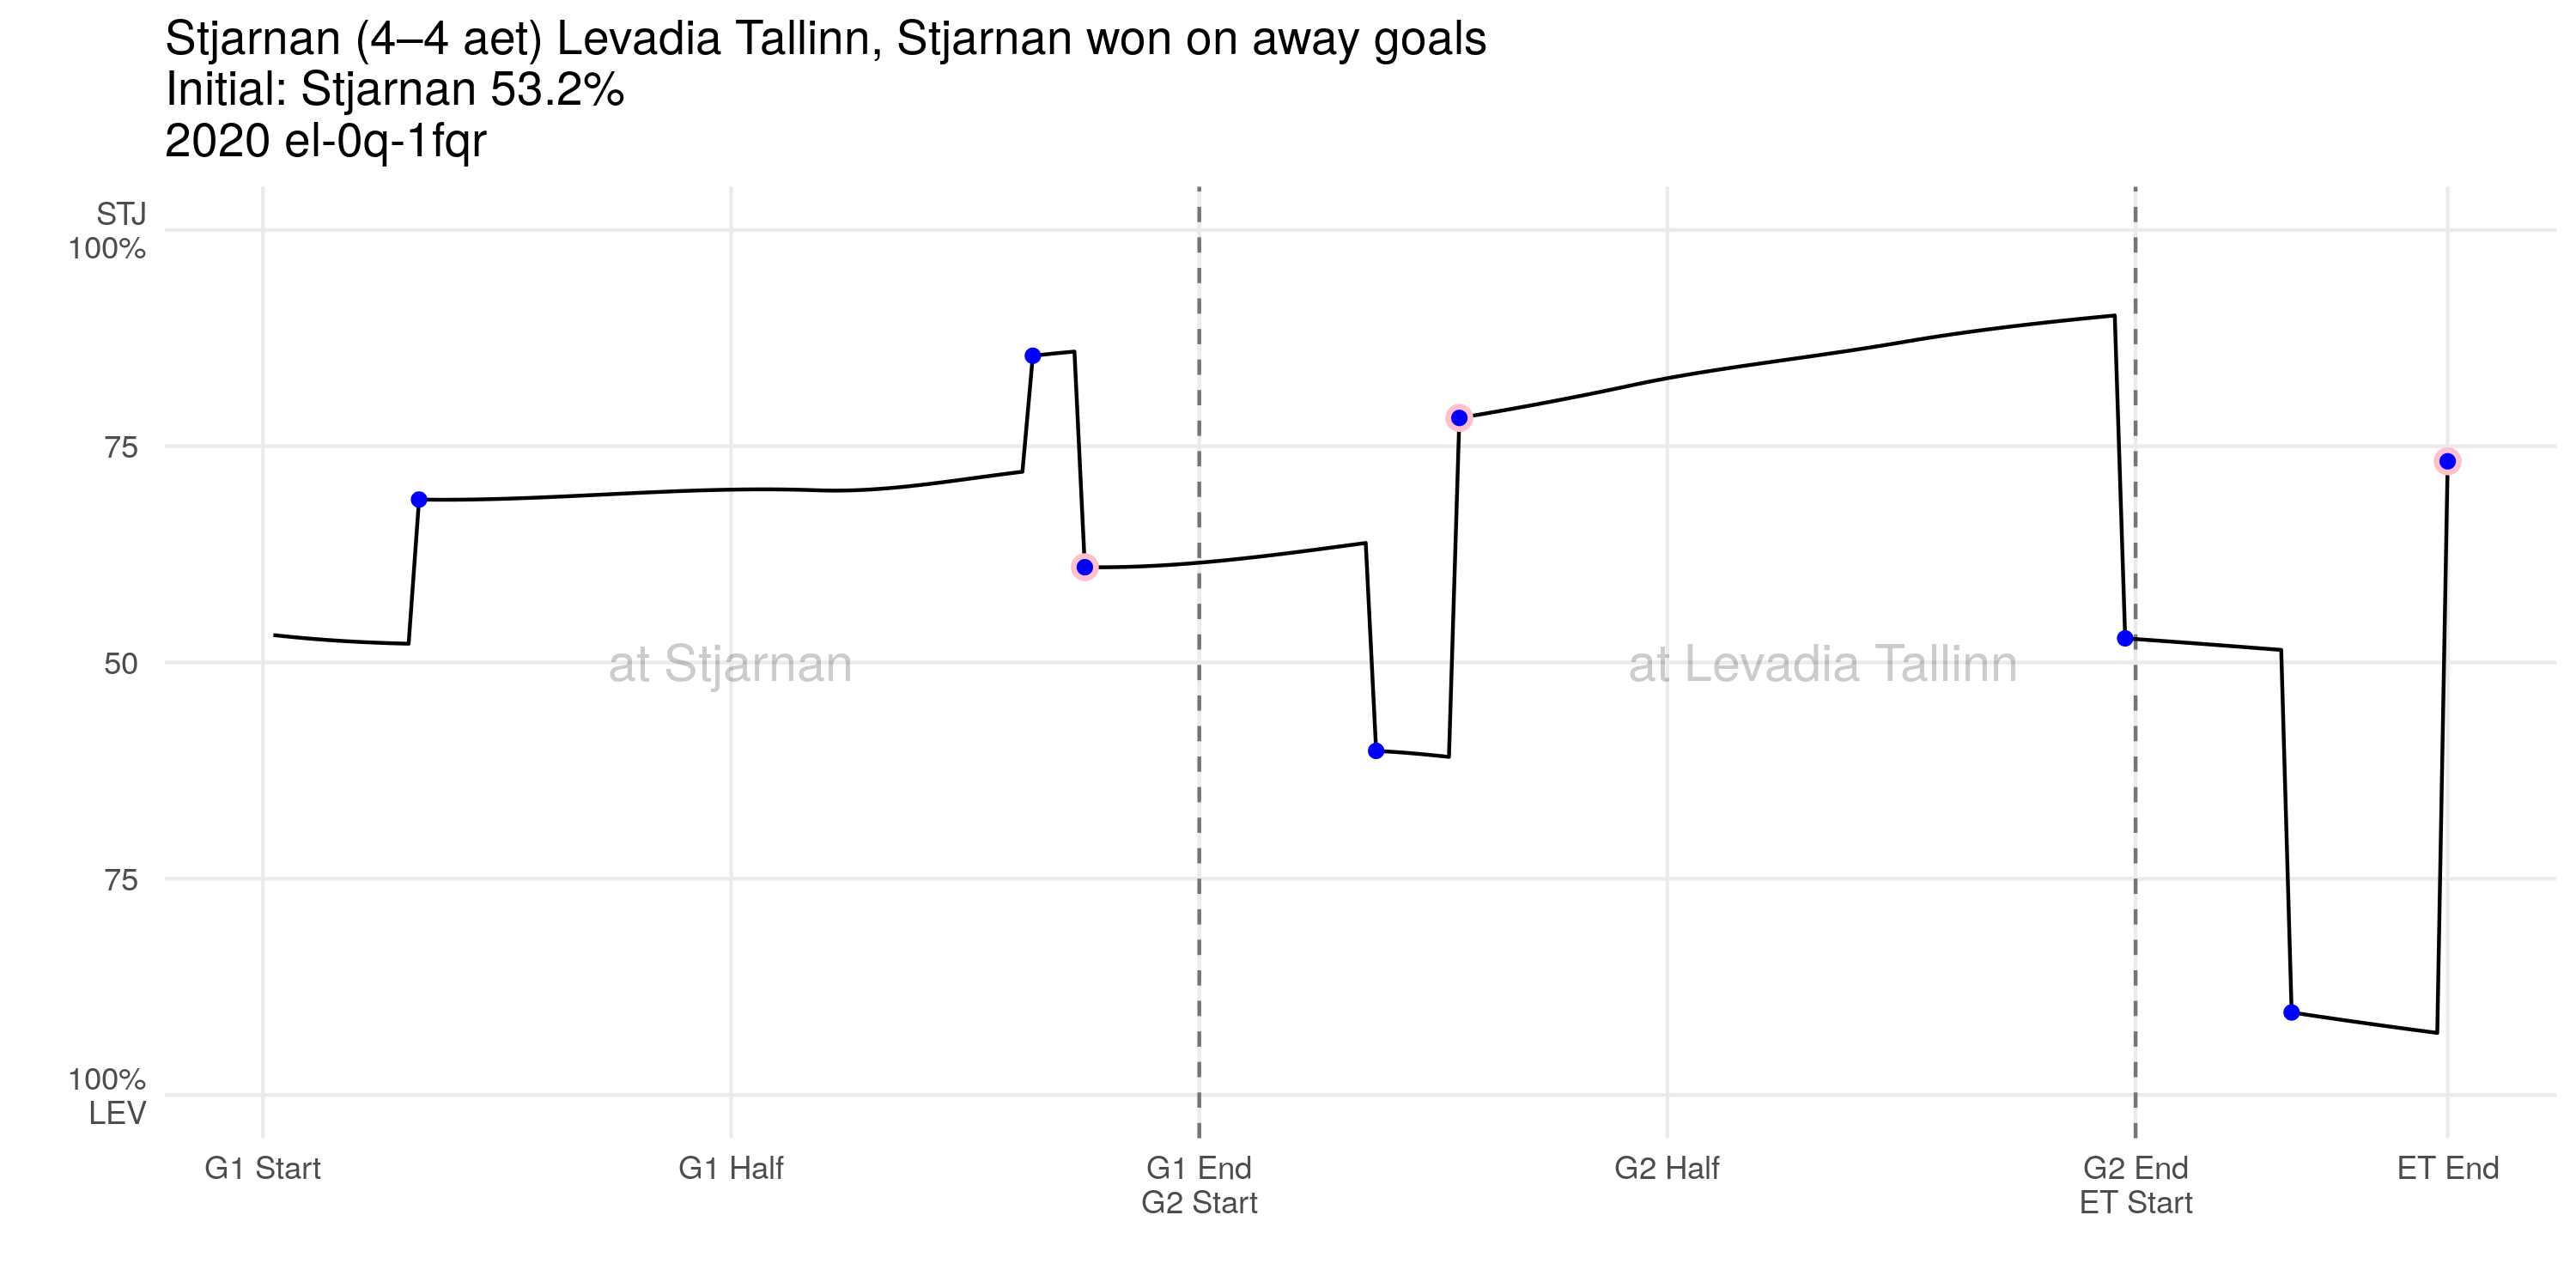 Stjarnan (4–4 aet) Levadia Tallinn, Stjarnan won on away goals
Initial: Stjarnan 53.2%
2020 el-0q-1fqr
STJ
100%
75
50
75
100%
LEV
at Stjarnan
at Levadia Tallinn
G1 Start
G1 Half
G1 End
G2 Start
G2 Half
G2 End
ET Start
ET End